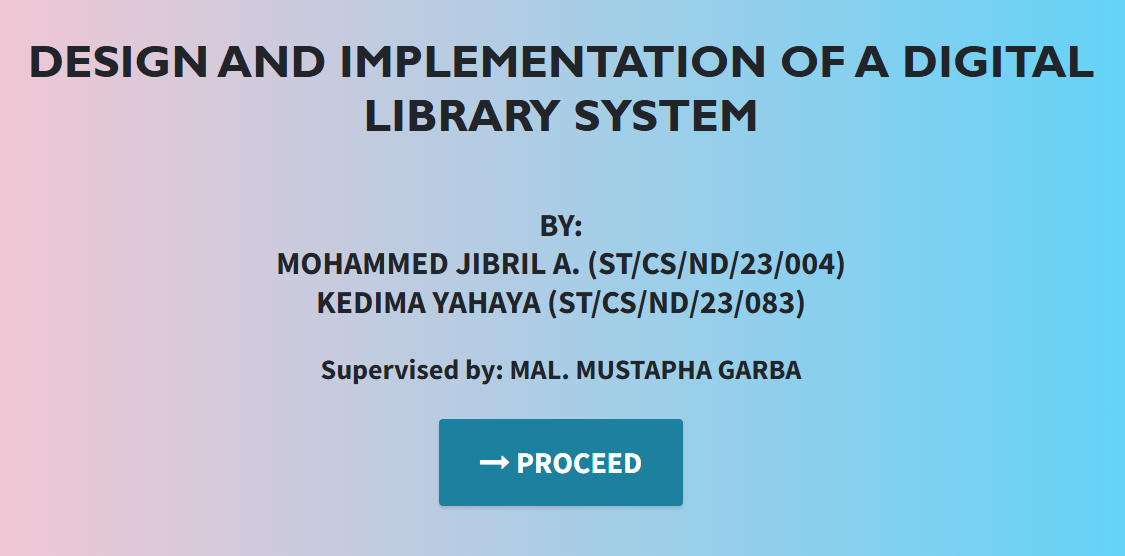 DESIGN AND IMPLEMENTATION OF A DIGITAL
LIBRARY SYSTEM
BY:
MOHAMMED JIBRIL A. (ST/CS/ND/23/004)
KEDIMA YAHAYA (ST/CS/ND/23/083)
Supervised by: MAL. MUSTAPHA GARBA
PROCEED